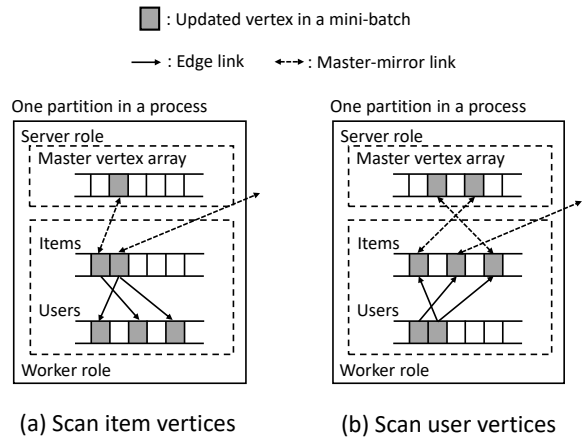 : Updated vertex in a mini-batch
: Edge link
: Master-mirror link
One partition in a process
Server role
Master vertex array
Items
Users
Worker role
(a) Scan item vertices
One partition in a process
Server role
Master vertex array
Items
Users
Worker role
(b) Scan user vertices